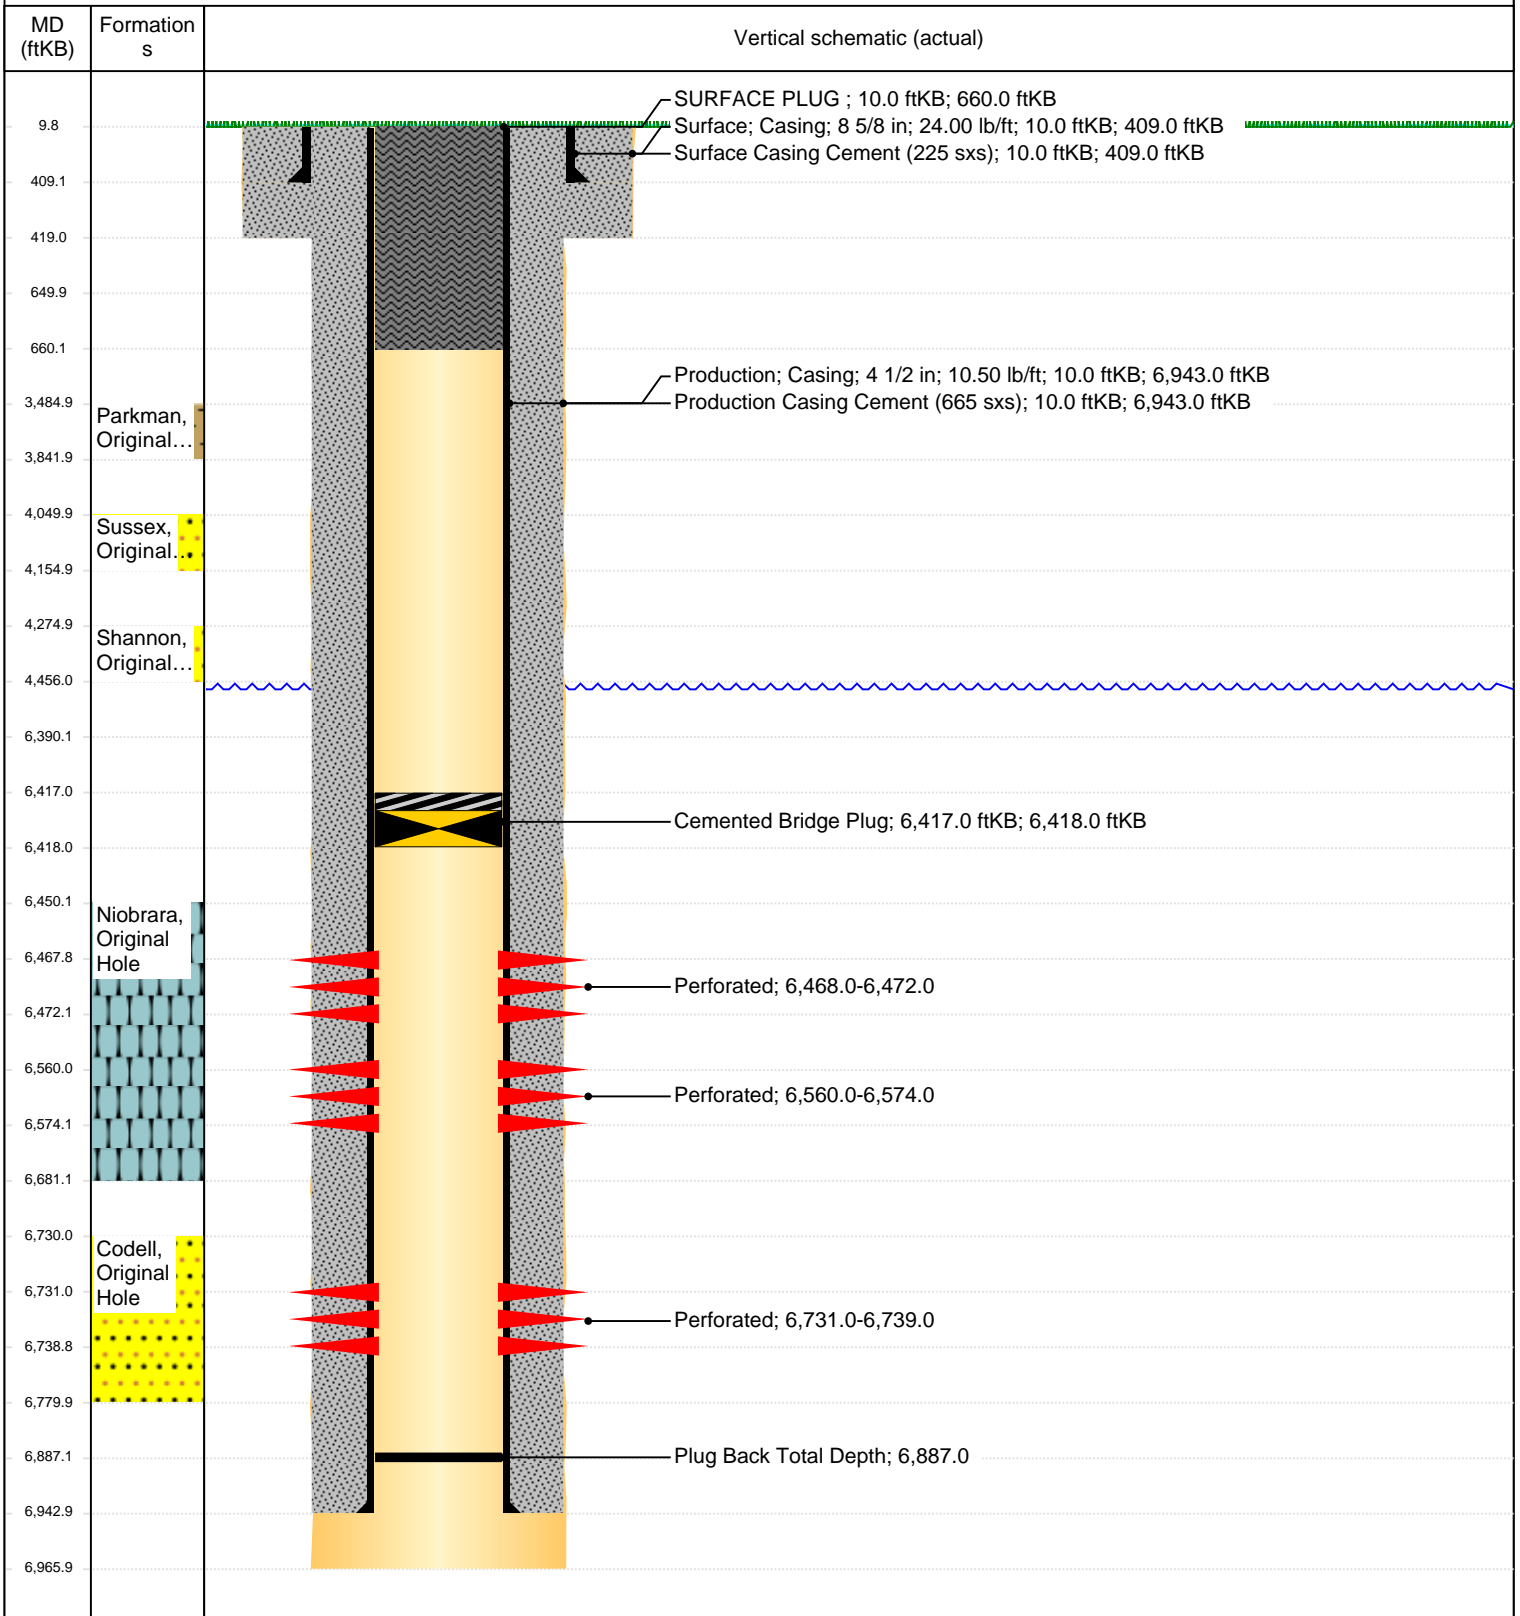 MD
(ftKB)
Formation
s
Vertical schematic (actual)
SURFACE PLUG ; 10.0 ftKB; 660.0 ftKB
9.8
Surface; Casing; 8 5/8 in; 24.00 lb/ft; 10.0 ftKB; 409.0 ftKB
Surface Casing Cement (225 sxs); 10.0 ftKB; 409.0 ftKB
409.1
419.0
649.9
660.1
Production; Casing; 4 1/2 in; 10.50 lb/ft; 10.0 ftKB; 6,943.0 ftKB
3,484.9
Production Casing Cement (665 sxs); 10.0 ftKB; 6,943.0 ftKB
Parkman,
Original…
3,841.9
4,049.9
Sussex,
Original…
4,154.9
4,274.9
Shannon,
Original…
4,456.0
6,390.1
6,417.0
Cemented Bridge Plug; 6,417.0 ftKB; 6,418.0 ftKB
6,418.0
6,450.1
Niobrara,
Original
Hole
6,467.8
Perforated; 6,468.0-6,472.0
6,472.1
6,560.0
Perforated; 6,560.0-6,574.0
6,574.1
6,681.1
6,730.0
Codell,
Original
Hole
6,731.0
Perforated; 6,731.0-6,739.0
6,738.8
6,779.9
6,887.1
Plug Back Total Depth; 6,887.0
6,942.9
6,965.9